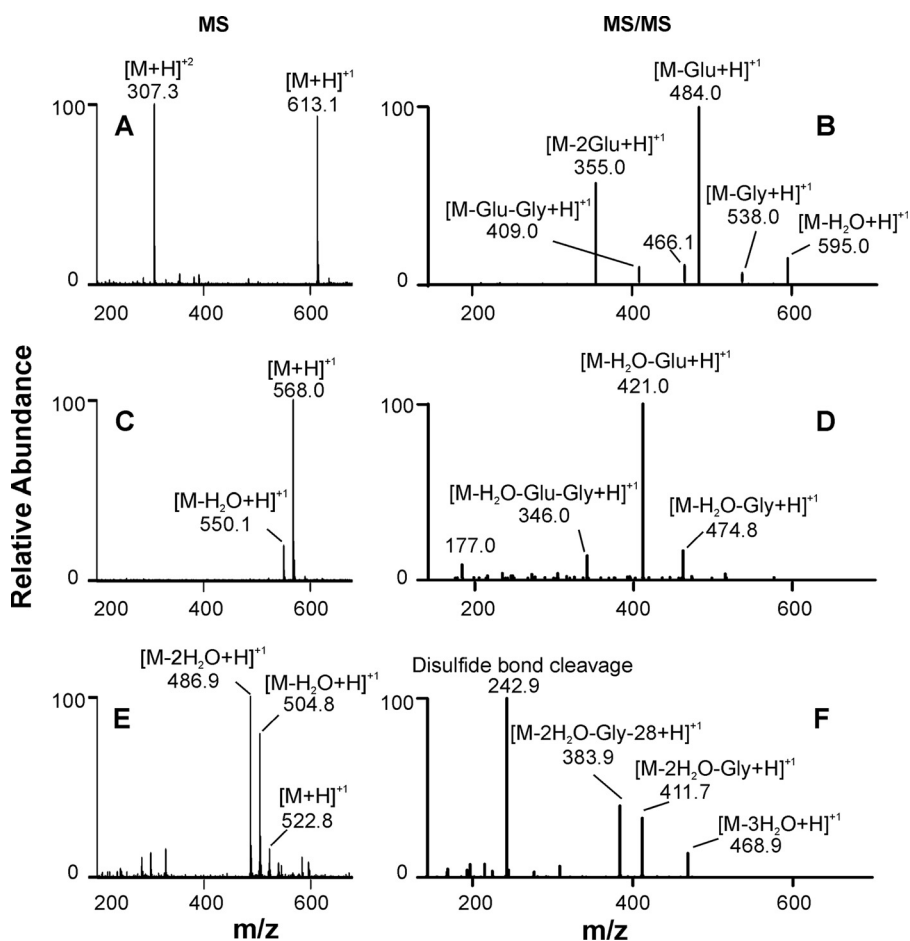 MS
MS/MS
Relative Abundance
A
100
0
[M+H]⁺²
307.3
[M+H]⁺¹
613.1
200 400 600
B
100
0
[M-Glu+H]⁺¹
484.0
[M-2Glu+H]⁺¹
355.0
[M-Glu-Gly+H]⁺¹
409.0
466.1
[M-Gly+H]⁺¹
538.0
[M-H₂O+H]⁺¹
595.0
200 400 600
C
100
0
[M+H]⁺¹
568.0
[M-H₂O+H]⁺¹
550.1
200 400 600
D
100
0
[M-H₂O-Glu+H]⁺¹
421.0
[M-H₂O-Glu-Gly+H]⁺¹
346.0
177.0
[M-H₂O-Gly+H]⁺¹
474.8
200 400 600
E
100
0
[M-2H₂O+H]⁺¹
486.9
[M-H₂O+H]⁺¹
504.8
[M+H]⁺¹
522.8
200 400 600
m/z
F
100
0
Disulfide bond cleavage
242.9
[M-2H₂O-Gly-28+H]⁺¹
383.9
[M-2H₂O-Gly+H]⁺¹
411.7
[M-3H₂O+H]⁺¹
468.9
200 400 600
m/z